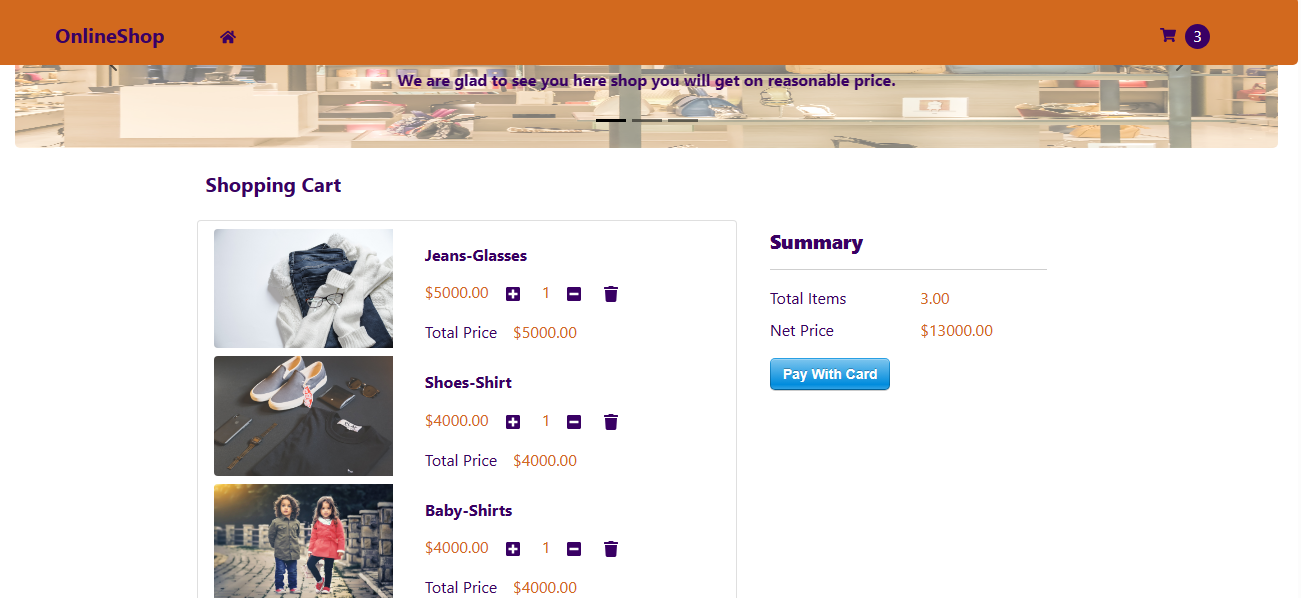 OnlineShop
3
We are glad to see you here shop you will get on reasonable price.
Shopping Cart
Jeans-Glasses
$5000.00 1
Total Price $5000.00
Shoes-Shirt
$4000.00 1
Total Price $4000.00
Baby-Shirts
$4000.00 1
Total Price $4000.00
Summary
Total Items 3.00
Net Price $13000.00
Pay With Card